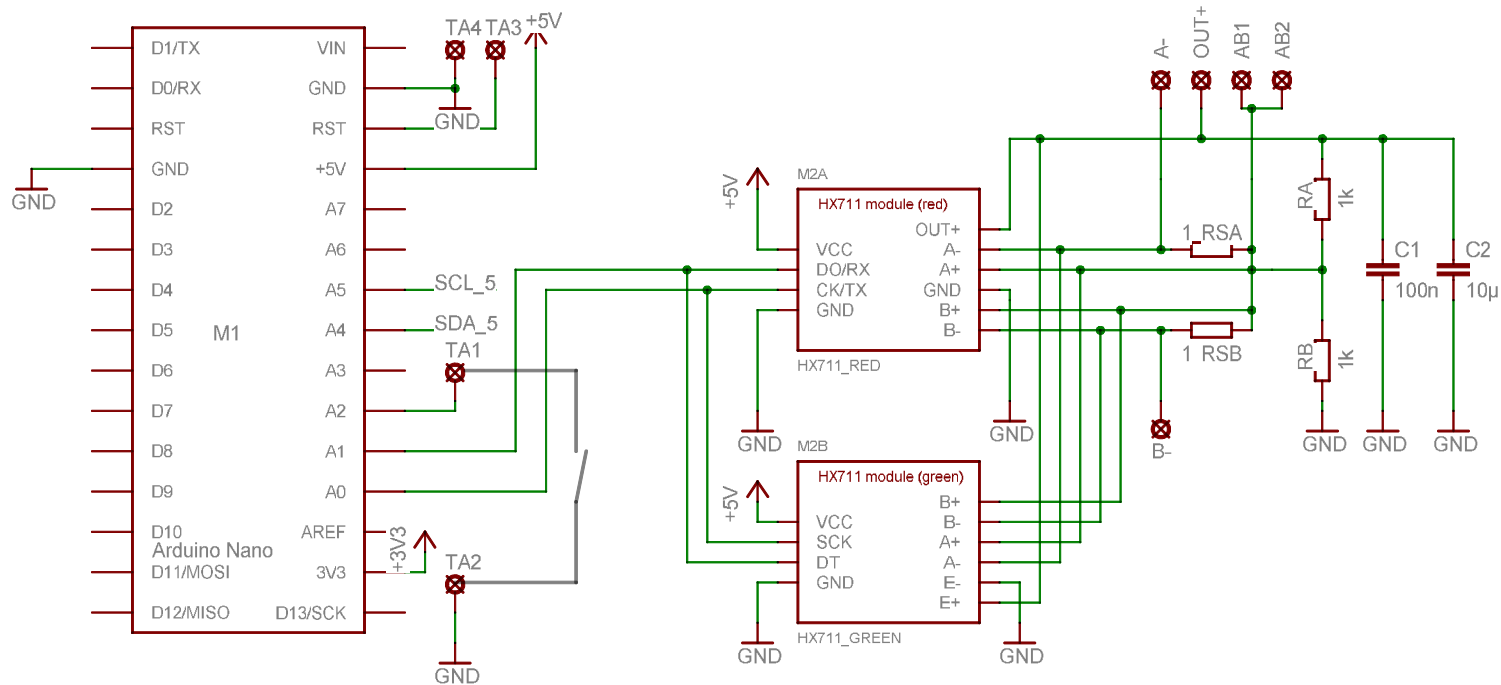 TA4 TA3 +5V
A- OUT+ AB1 AB2
D1/TX VIN
D0/RX GND
GND
RST RST
GND +5V
GND
D2 A7
D3 A6
D4 A5 SCL_5
D5 A4 SDA_5
M1
TA1
D6 A3
D7 A2
D8 A1
D9 A0
D10 AREF
Arduino Nano
+3V3
TA2
D11/MOSI 3V3
D12/MISO D13/SCK
GND
M2A
+5V
HX711 module (red)
OUT+
VCC A-
DO/RX A+
CK/TX GND
GND B+
B-
HX711_RED
GND
GND
1 RSA
1 RSB
B-
RA 1k
RB 1k
GND
C1
100n
GND
C2
10µ
GND
M2B
+5V
HX711 module (green)
B+
VCC B-
SCK A+
DT A-
GND E-
E+
HX711_GREEN
GND
GND